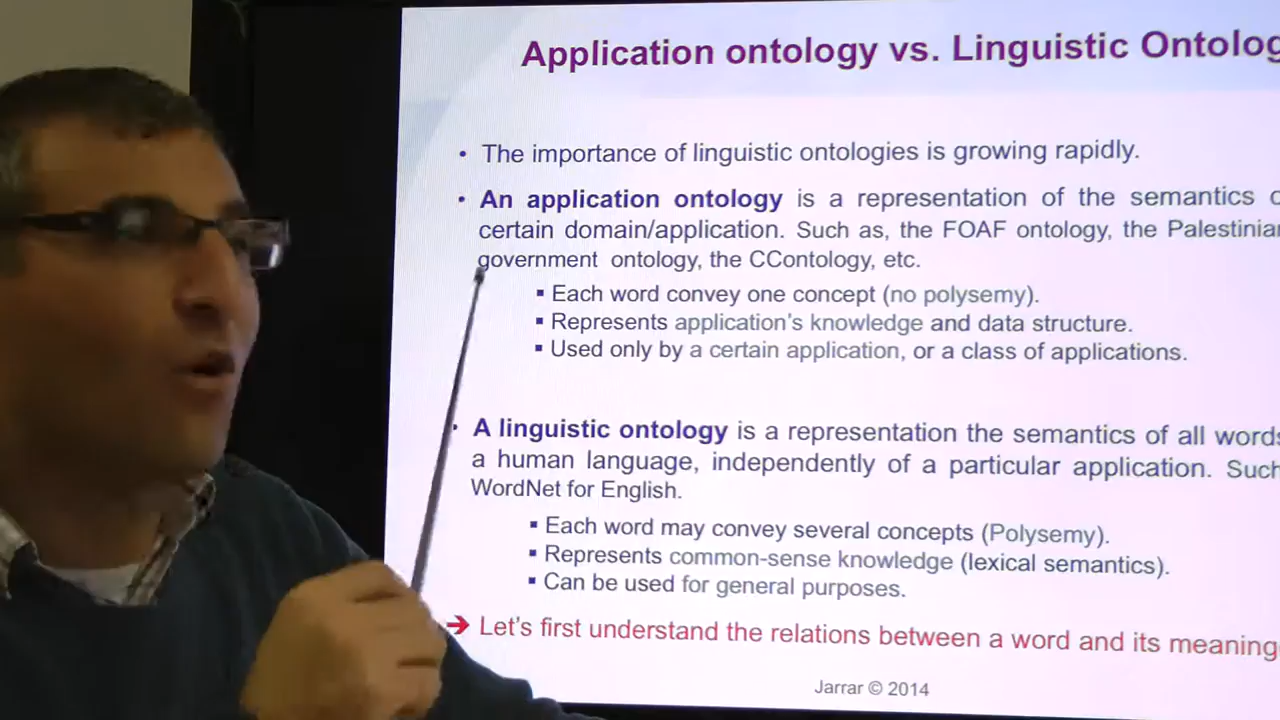 Application ontology vs. Linguistic Ontolog
• The importance of linguistic ontologies is growing rapidly.
• An application ontology is a representation of the semantics o
certain domain/application. Such as, the FOAF ontology, the Palestinian
government ontology, the CContology, etc.
▪ Each word convey one concept (no polysemy).
▪ Represents application's knowledge and data structure.
▪ Used only by a certain application, or a class of applications.
• A linguistic ontology is a representation the semantics of all words
a human language, independently of a particular application. Such
WordNet for English.
▪ Each word may convey several concepts (Polysemy).
▪ Represents common-sense knowledge (lexical semantics).
▪ Can be used for general purposes.
➔ Let's first understand the relations between a word and its meaning
Jarrar © 2014